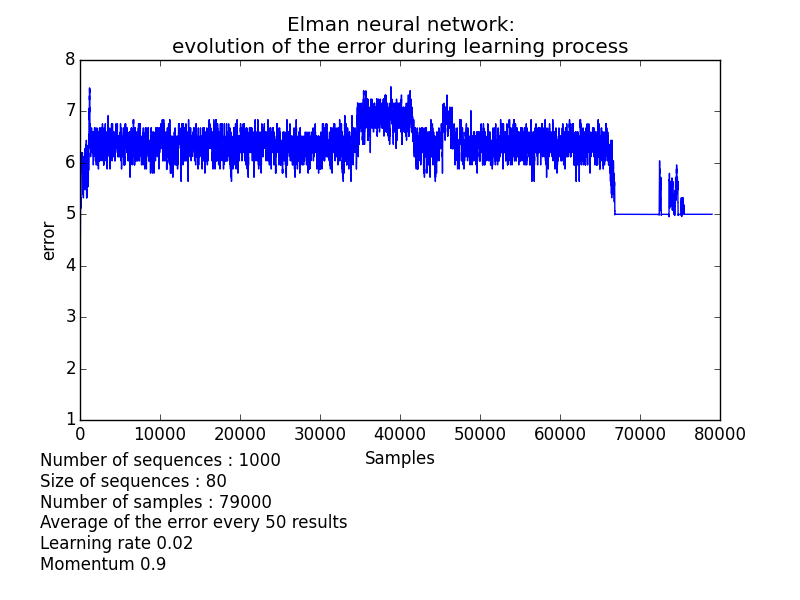 Elman neural network:
evolution of the error during learning process
8
7
6
5
4
3
2
1
error
0 10000 20000 30000 40000 50000 60000 70000 80000
Samples
Number of sequences : 1000
Size of sequences : 80
Number of samples : 79000
Average of the error every 50 results
Learning rate 0.02
Momentum 0.9